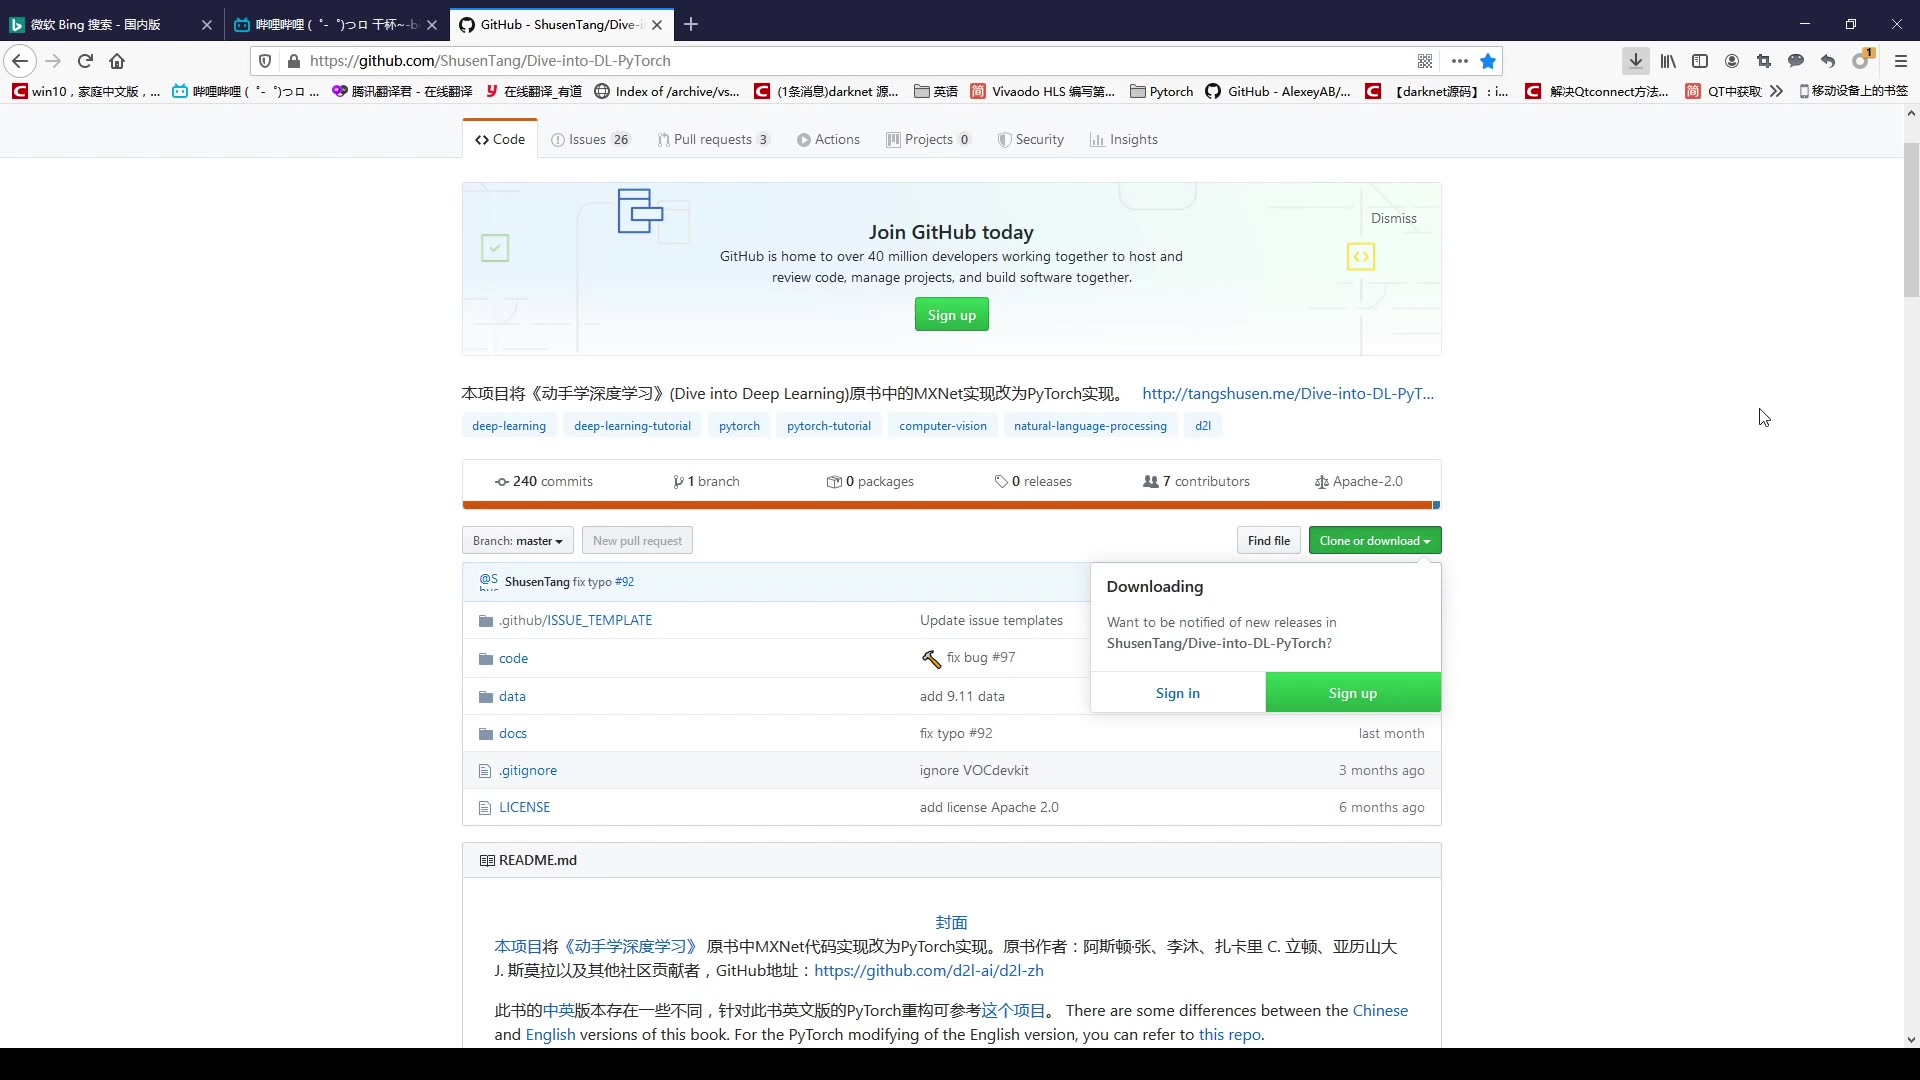 微软 Bing 搜索 - 国内版
哔哩哔哩 ( ゜- ゜)つロ 干杯~-bi
GitHub - ShusenTang/Dive-i
https://github.com/ShusenTang/Dive-into-DL-PyTorch
1
win10，家庭中文版，...
哔哩哔哩 ( ゜- ゜)つロ ...
腾讯翻译君 - 在线翻译
在线翻译_有道
Index of /archive/vs...
(1条消息)darknet 源...
英语
Vivaodo HLS 编写第...
Pytorch
GitHub - AlexeyAB/...
【darknet源码】: i...
解决Qtconnect方法...
QT中获取
移动设备上的书签
Code
Issues 26
Pull requests 3
Actions
Projects 0
Security
Insights
Join GitHub today
Dismiss
GitHub is home to over 40 million developers working together to host and
review code, manage projects, and build software together.
Sign up
本项目将《动手学深度学习》(Dive into Deep Learning)原书中的MXNet实现改为PyTorch实现。 http://tangshusen.me/Dive-into-DL-PyT...
deep-learning deep-learning-tutorial pytorch pytorch-tutorial computer-vision natural-language-processing d2l
240 commits 1 branch 0 packages 0 releases 7 contributors Apache-2.0
Branch: master New pull request Find file Clone or download
@S ShusenTang fix typo #92
Downloading
Want to be notified of new releases in
ShusenTang/Dive-into-DL-PyTorch?
Sign in Sign up
.github/ISSUE_TEMPLATE Update issue templates
code fix bug #97
data add 9.11 data
docs fix typo #92 last month
.gitignore ignore VOCdevkit 3 months ago
LICENSE add license Apache 2.0 6 months ago
README.md
封面
本项目将《动手学深度学习》 原书中MXNet代码实现改为PyTorch实现。原书作者：阿斯顿·张、李沐、扎卡里 C. 立顿、亚历山大
J. 斯莫拉以及其他社区贡献者，GitHub地址：https://github.com/d2l-ai/d2l-zh
此书的中英版本存在一些不同，针对此书英文版的PyTorch重构可参考这个项目。 There are some differences between the Chinese
and English versions of this book. For the PyTorch modifying of the English version, you can refer to this repo.